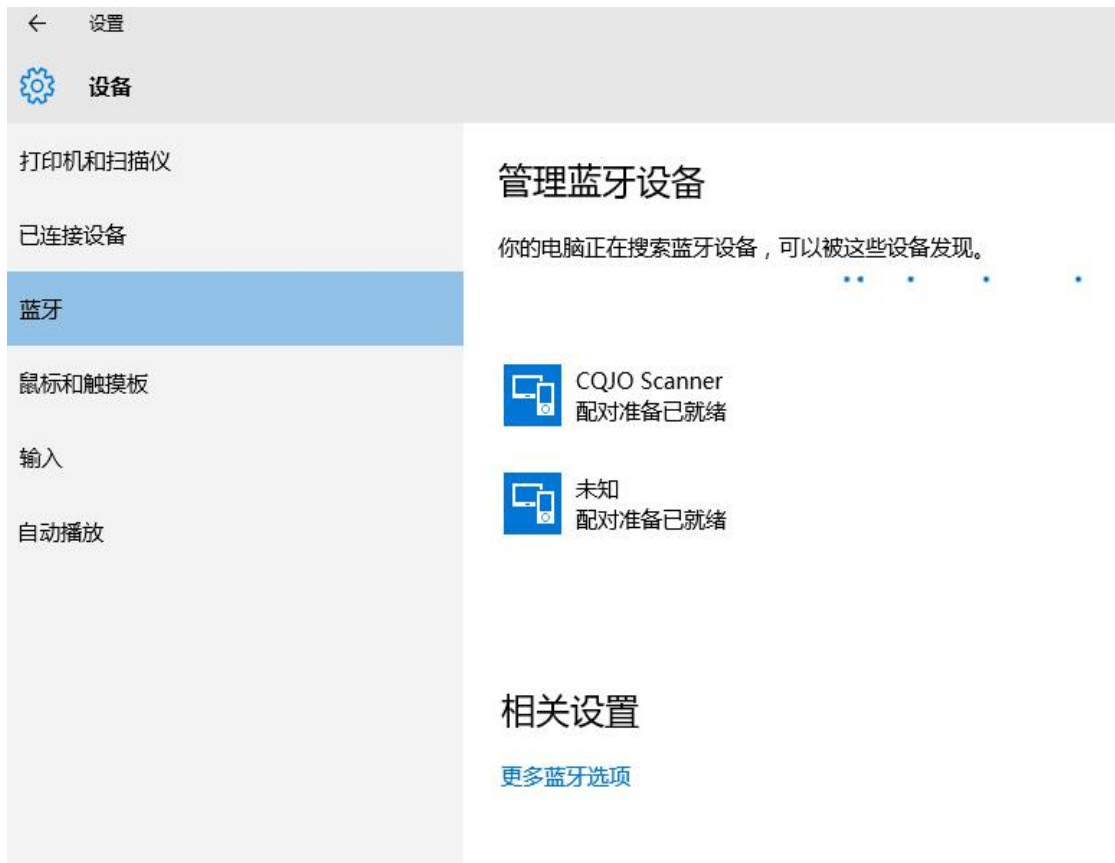 设置
设备
打印机和扫描仪
已连接设备
蓝牙
鼠标和触摸板
输入
自动播放
管理蓝牙设备
你的电脑正在搜索蓝牙设备，可以被这些设备发现。
CQJO Scanner
配对准备已就绪
未知
配对准备已就绪
相关设置
更多蓝牙选项